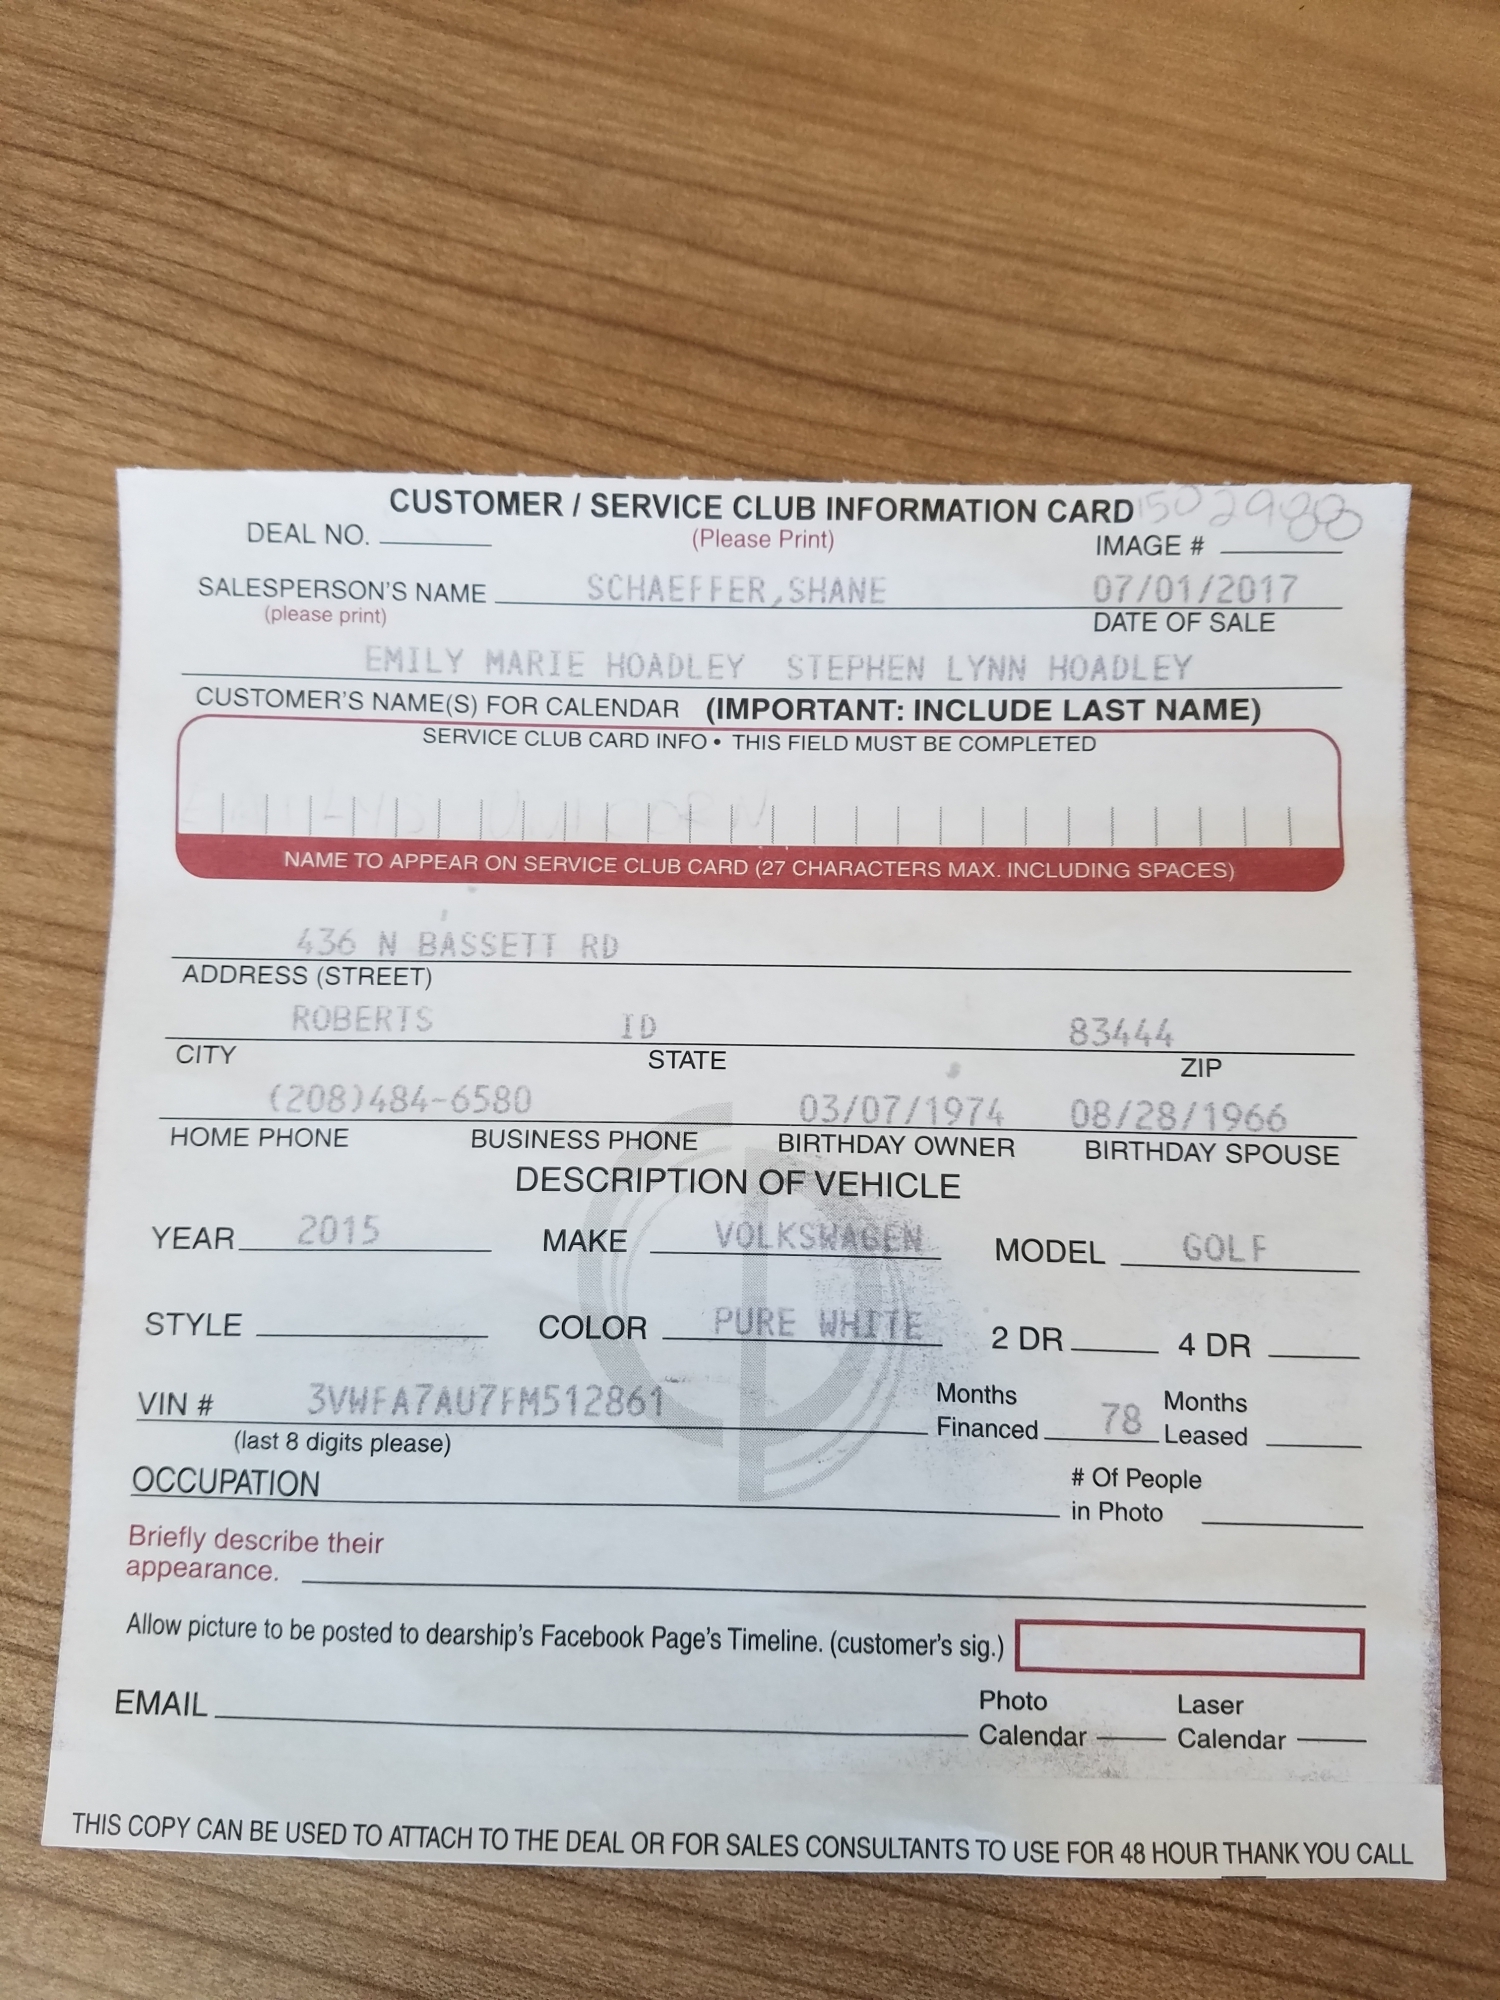 CUSTOMER / SERVICE CLUB INFORMATION CARD 1502988
DEAL NO. (Please Print) IMAGE #
SALESPERSON'S NAME SCHAEFFER,SHANE 07/01/2017
(please print) DATE OF SALE
EMILY MARIE HOADLEY STEPHEN LYNN HOADLEY
CUSTOMER'S NAME(S) FOR CALENDAR (IMPORTANT: INCLUDE LAST NAME)
SERVICE CLUB CARD INFO • THIS FIELD MUST BE COMPLETED
NAME TO APPEAR ON SERVICE CLUB CARD (27 CHARACTERS MAX. INCLUDING SPACES)
436 N BASSETT RD
ADDRESS (STREET)
ROBERTS ID 83444
CITY STATE ZIP
(208)484-6580 03/07/1974 08/28/1966
HOME PHONE BUSINESS PHONE BIRTHDAY OWNER BIRTHDAY SPOUSE
DESCRIPTION OF VEHICLE
YEAR 2015 MAKE VOLKSWAGEN MODEL GOLF
STYLE COLOR PURE WHITE 2 DR 4 DR
VIN # 3VWFA7AU7FM512861 Months Financed 78 Months Leased
(last 8 digits please)
OCCUPATION # Of People in Photo
Briefly describe their
appearance.
Allow picture to be posted to dearship's Facebook Page's Timeline. (customer's sig.)
EMAIL Photo Calendar Laser Calendar
THIS COPY CAN BE USED TO ATTACH TO THE DEAL OR FOR SALES CONSULTANTS TO USE FOR 48 HOUR THANK YOU CALL